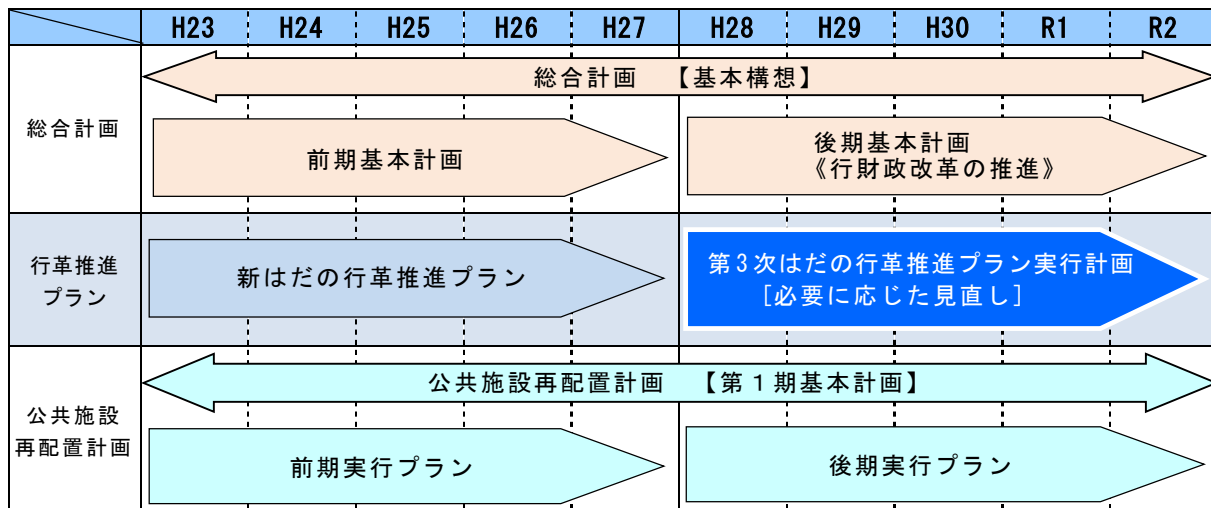 H23 H24 H25 H26 H27 H28 H29 H30 R1 R2
総合計画
総合計画 【基本構想】
前期基本計画
後期基本計画
《行財政改革の推進》
行革推進
プラン
新はだの行革推進プラン
第3次はだの行革推進プラン実行計画
[必要に応じた見直し]
公共施設
再配置計画
公共施設再配置計画 【第1期基本計画】
前期実行プラン
後期実行プラン